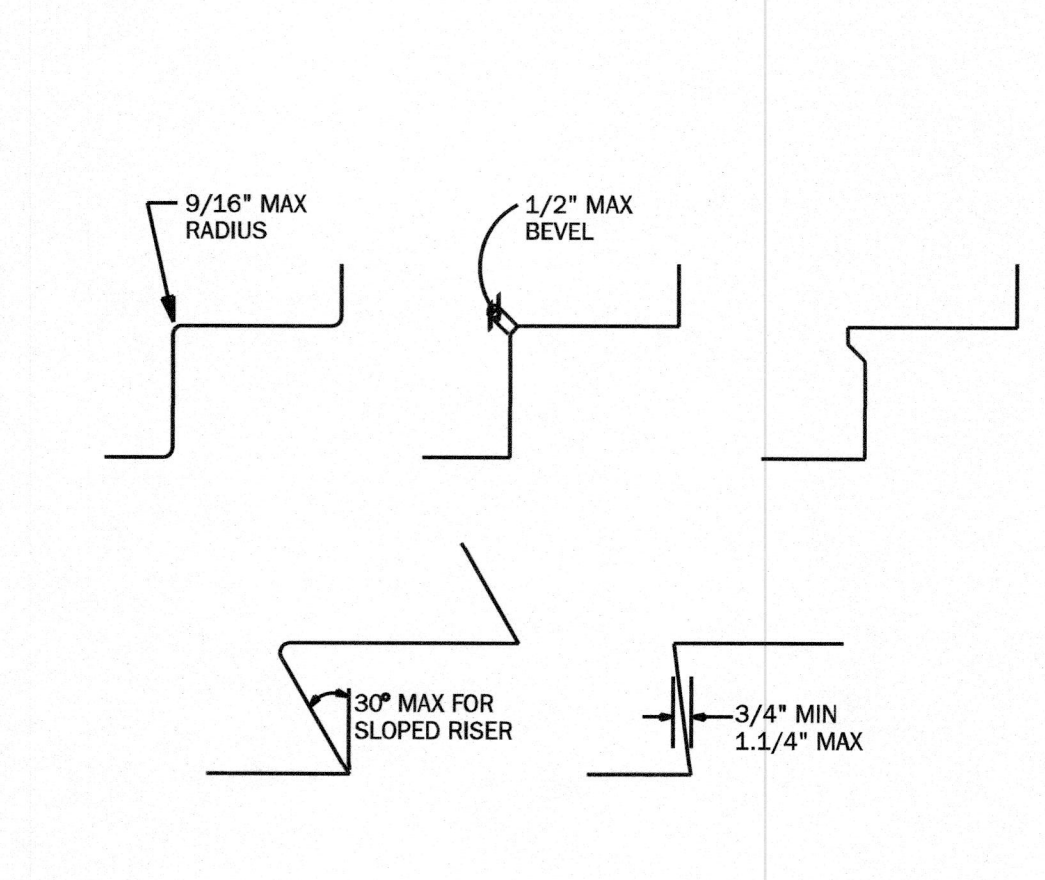 9/16" MAX
RADIUS
1/2" MAX
BEVEL
30° MAX FOR
SLOPED RISER
3/4" MIN
1.1/4" MAX